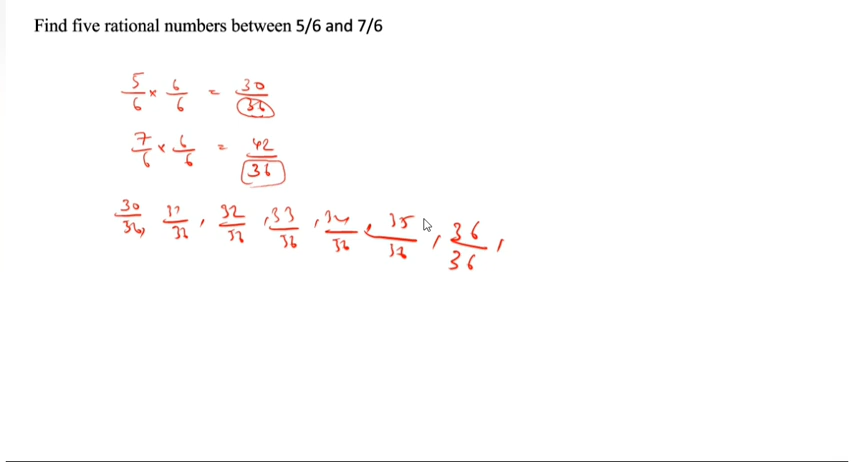 Find five rational numbers between 5/6 and 7/6
5/6 × 6/6 = 30/36
7/6 × 6/6 = 42/36
30/36, 31/36, 32/36, 33/36, 34/36, 35/36, 36/36,